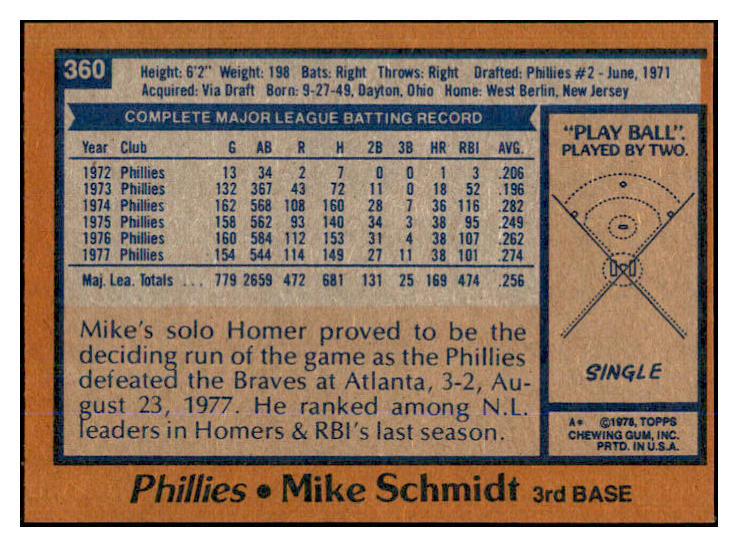 360
Height: 6'2" Weight: 198 Bats: Right Throws: Right Drafted: Phillies #2 - June, 1971
Acquired: Via Draft Born: 9-27-49, Dayton, Ohio Home: West Berlin, New Jersey
COMPLETE MAJOR LEAGUE BATTING RECORD
Year Club G AB R H 2B 3B HR RBI AVG.
1972 Phillies 13 34 2 7 0 0 1 3 .206
1973 Phillies 132 367 43 72 11 0 18 52 .196
1974 Phillies 162 568 108 160 28 7 36 116 .282
1975 Phillies 158 562 93 140 34 3 38 95 .249
1976 Phillies 160 584 112 153 31 4 38 107 .262
1977 Phillies 154 544 114 149 27 11 38 101 .274
Maj. Lea. Totals ... 779 2659 472 681 131 25 169 474 .256
Mike's solo Homer proved to be the
deciding run of the game as the Phillies
defeated the Braves at Atlanta, 3-2, Au-
gust 23, 1977. He ranked among N.L.
leaders in Homers & RBI's last season.
"PLAY BALL".
PLAYED BY TWO.
SINGLE
A* ©1978, TOPPS
CHEWING GUM, INC.
PRTD. IN U.S.A.
Phillies • Mike Schmidt 3rd BASE